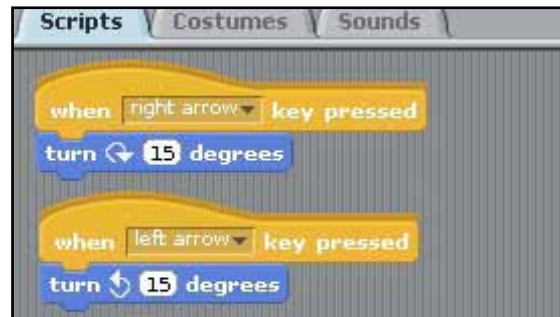 Scripts Costumes Sounds
when right arrow key pressed
turn 15 degrees
when left arrow key pressed
turn 15 degrees